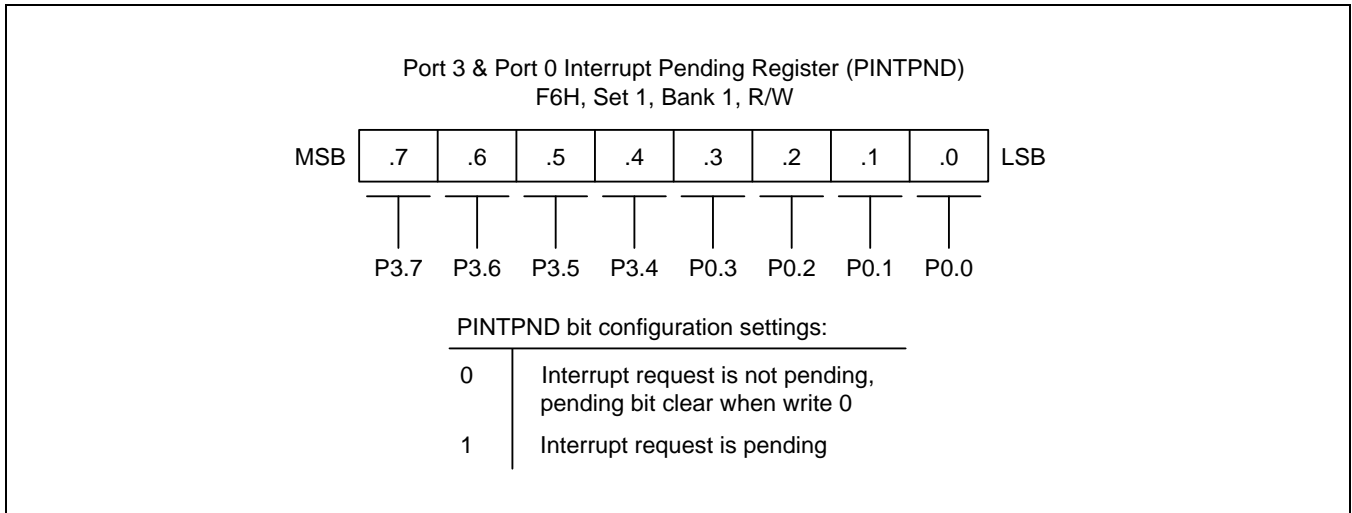 Port 3 & Port 0 Interrupt Pending Register (PINTPND)
F6H, Set 1, Bank 1, R/W
MSB .7 .6 .5 .4 .3 .2 .1 .0 LSB
P3.7 P3.6 P3.5 P3.4 P0.3 P0.2 P0.1 P0.0
PINTPND bit configuration settings:
0 Interrupt request is not pending,
pending bit clear when write 0
1 Interrupt request is pending